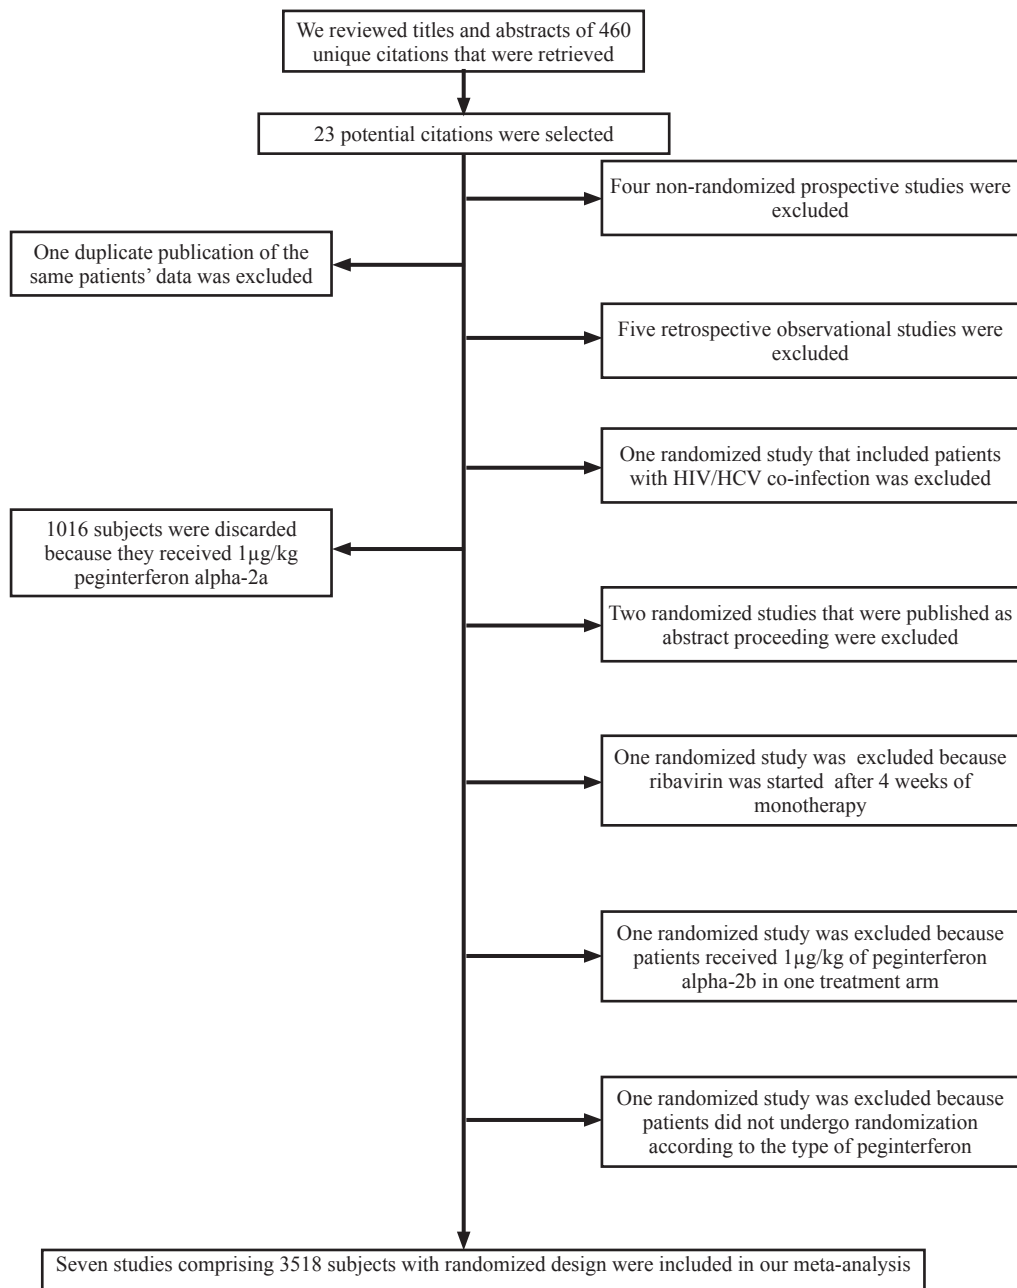 We reviewed titles and abstracts of 460
unique citations that were retrieved
23 potential citations were selected
Four non-randomized prospective studies were
excluded
One duplicate publication of the
same patients’ data was excluded
Five retrospective observational studies were
excluded
One randomized study that included patients
with HIV/HCV co-infection was excluded
1016 subjects were discarded
because they received 1µg/kg
peginterferon alpha-2a
Two randomized studies that were published as
abstract proceeding were excluded
One randomized study was excluded because
ribavirin was started after 4 weeks of
monotherapy
One randomized study was excluded because
patients received 1µg/kg of peginterferon
alpha-2b in one treatment arm
One randomized study was excluded because
patients did not undergo randomization
according to the type of peginterferon
Seven studies comprising 3518 subjects with randomized design were included in our meta-analysis